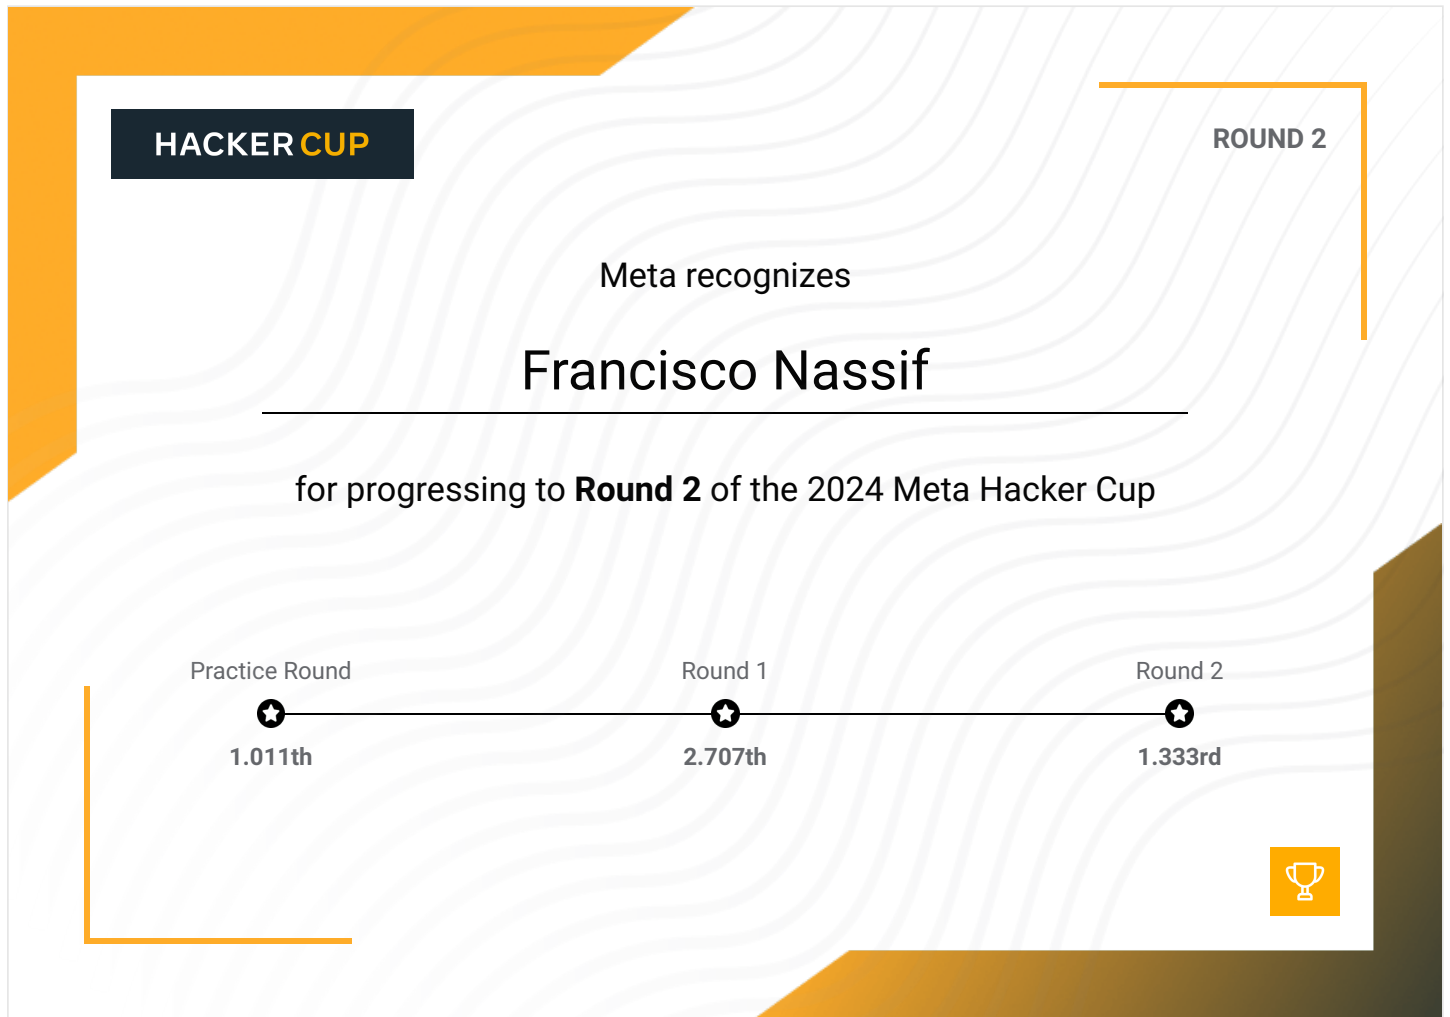 HACKER CUP
ROUND 2
Meta recognizes
Francisco Nassif
for progressing to Round 2 of the 2024 Meta Hacker Cup
Practice Round
Round 1
Round 2
1.011th
2.707th
1.333rd